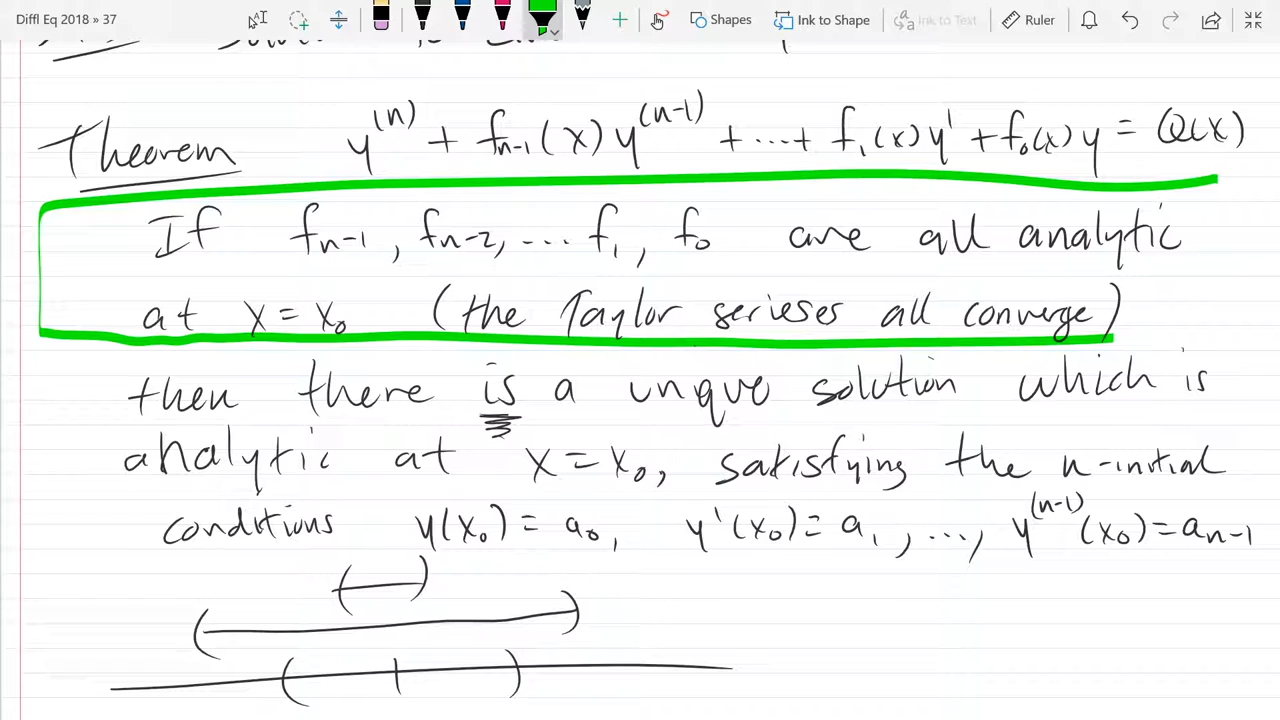 Diffl Eq 2018 » 37
Shapes
Ink to Shape
Ink to Text
Ruler
Theorem y^(n) + f_{n-1}(x) y^(n-1) + ... + f_1(x) y' + f_0(x) y = Q(x)
If f_{n-1}, f_{n-2}, ... f_1, f_0 are all analytic
at x = x_0 (the Taylor serieses all converge)
then there is a unque solution which is
analytic at x = x_0, satisfying the n-initial
conditions y(x_0) = a_0, y'(x_0) = a_1, ..., y^(n-1)(x_0) = a_{n-1}